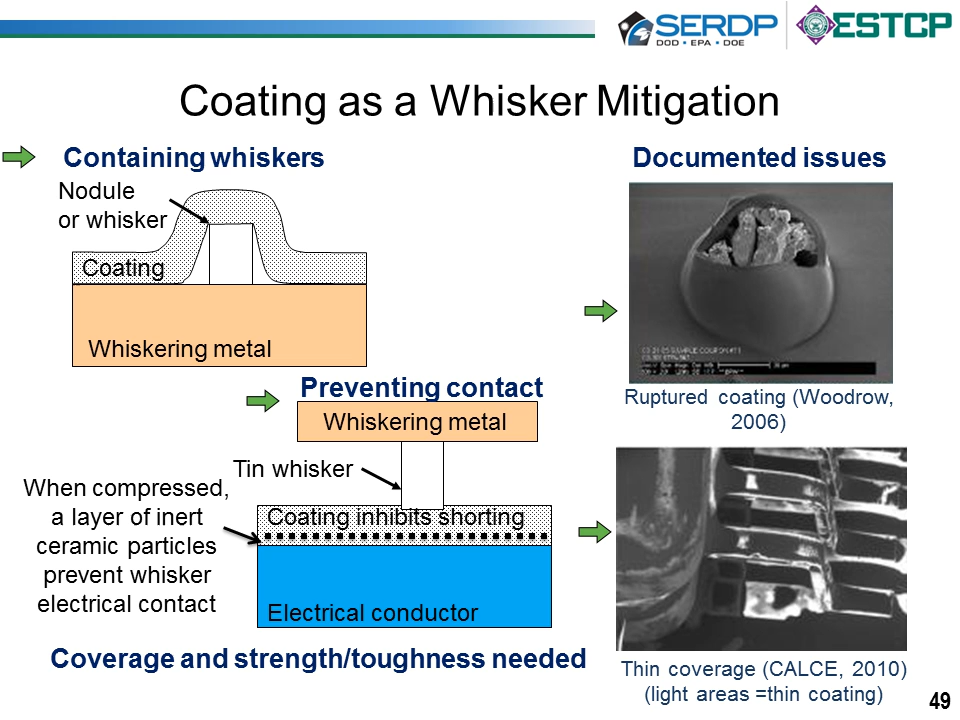 SERDP
DOD • EPA • DOE
ESTCP
Coating as a Whisker Mitigation
Containing whiskers
Documented issues
Nodule
or whisker
Coating
Whiskering metal
Ruptured coating (Woodrow,
2006)
Preventing contact
Whiskering metal
Tin whisker
When compressed,
a layer of inert
ceramic particles
prevent whisker
electrical contact
Coating inhibits shorting
Electrical conductor
Coverage and strength/toughness needed
Thin coverage (CALCE, 2010)
(light areas =thin coating)
49